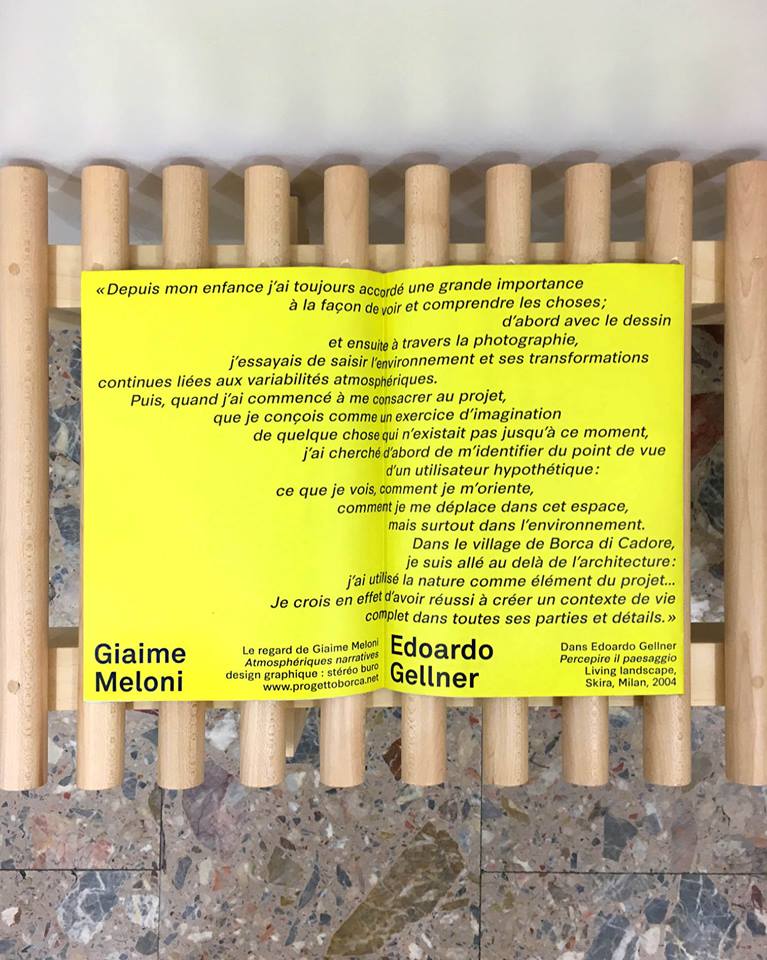 «Depuis mon enfance j'ai toujours accordé une grande importance
à la façon de voir et comprendre les choses;
d'abord avec le dessin
et ensuite à travers la photographie,
j'essayais de saisir l'environnement et ses transformations
continues liées aux variabilités atmosphériques.
Puis, quand j'ai commencé à me consacrer au projet,
que je conçois comme un exercice d'imagination
de quelque chose qui n'existait pas jusqu'à ce moment,
j'ai cherché d'abord de m'identifier du point de vue
d'un utilisateur hypothétique:
ce que je vois, comment je m'oriente,
comment je me déplace dans cet espace,
mais surtout dans l'environnement.
Dans le village de Borca di Cadore,
je suis allé au delà de l'architecture:
j'ai utilisé la nature comme élément du projet...
Je crois en effet d'avoir réussi à créer un contexte de vie
complet dans toutes ses parties et détails.»
Giaime
Meloni
Le regard de Giaime Meloni
Atmosphériques narratives
design graphique : stéréo buro
www.progettoborca.net
Edoardo
Gellner
Dans Edoardo Gellner
Percepire il paesaggio
Living landscape,
Skira, Milan, 2004